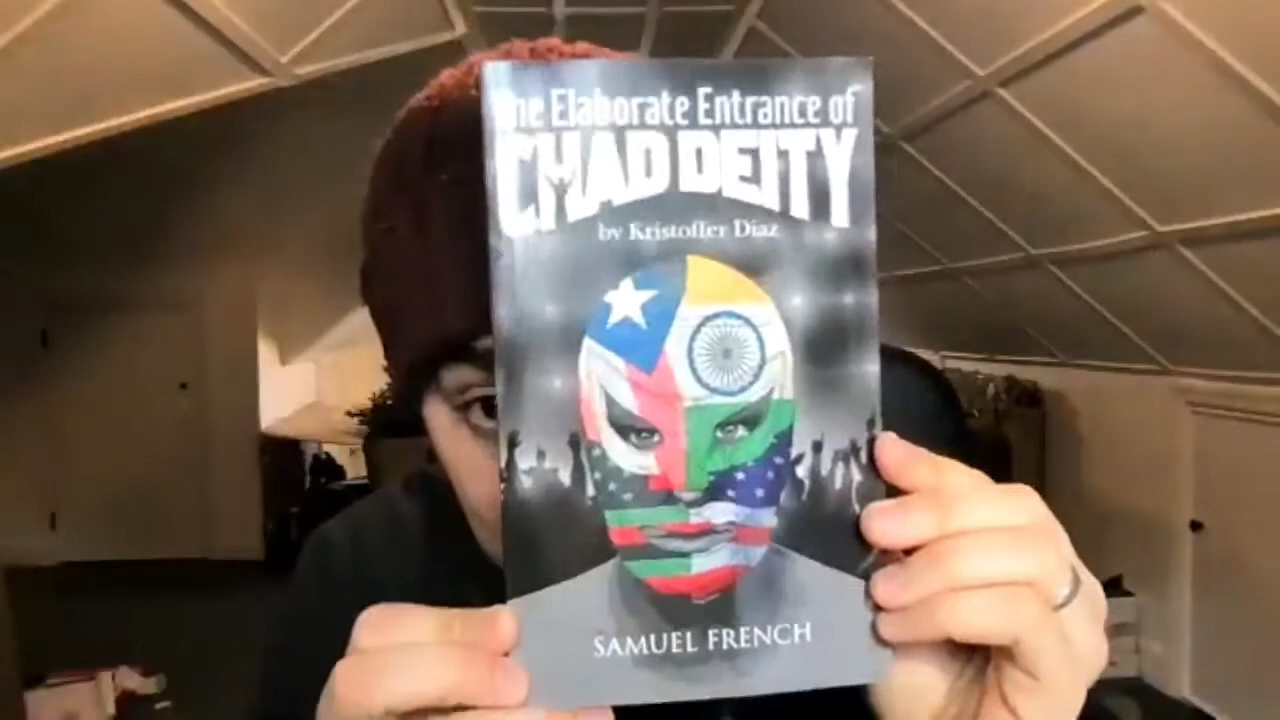 The Elaborate Entrance of
CHAD DEITY
by Kristoffer Diaz
SAMUEL FRENCH